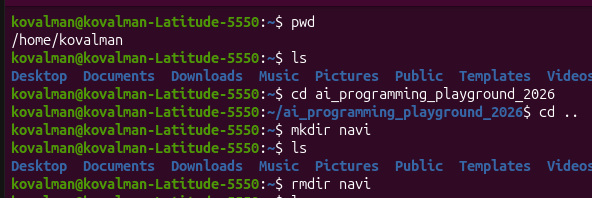 kovalman@kovalman-Latitude-5550:~$ pwd
/home/kovalman
kovalman@kovalman-Latitude-5550:~$ ls
Desktop Documents Downloads Music Pictures Public Templates Videos
kovalman@kovalman-Latitude-5550:~$ cd ai_programming_playground_2026
kovalman@kovalman-Latitude-5550:~/ai_programming_playground_2026$ cd ..
kovalman@kovalman-Latitude-5550:~$ mkdir navi
kovalman@kovalman-Latitude-5550:~$ ls
Desktop Documents Downloads Music Pictures Public Templates Videos
kovalman@kovalman-Latitude-5550:~$ rmdir navi